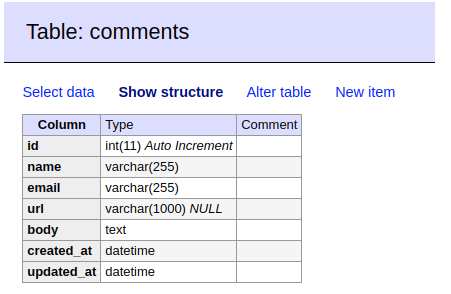 Table: comments
Select data Show structure Alter table New item
Column Type Comment
id int(11) Auto Increment
name varchar(255)
email varchar(255)
url varchar(1000) NULL
body text
created_at datetime
updated_at datetime